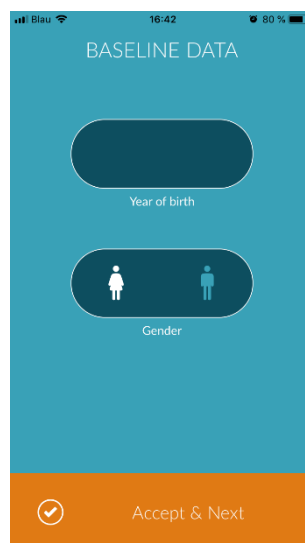 Blau 16:42 80 %
BASELINE DATA
Year of birth
Gender
Accept & Next